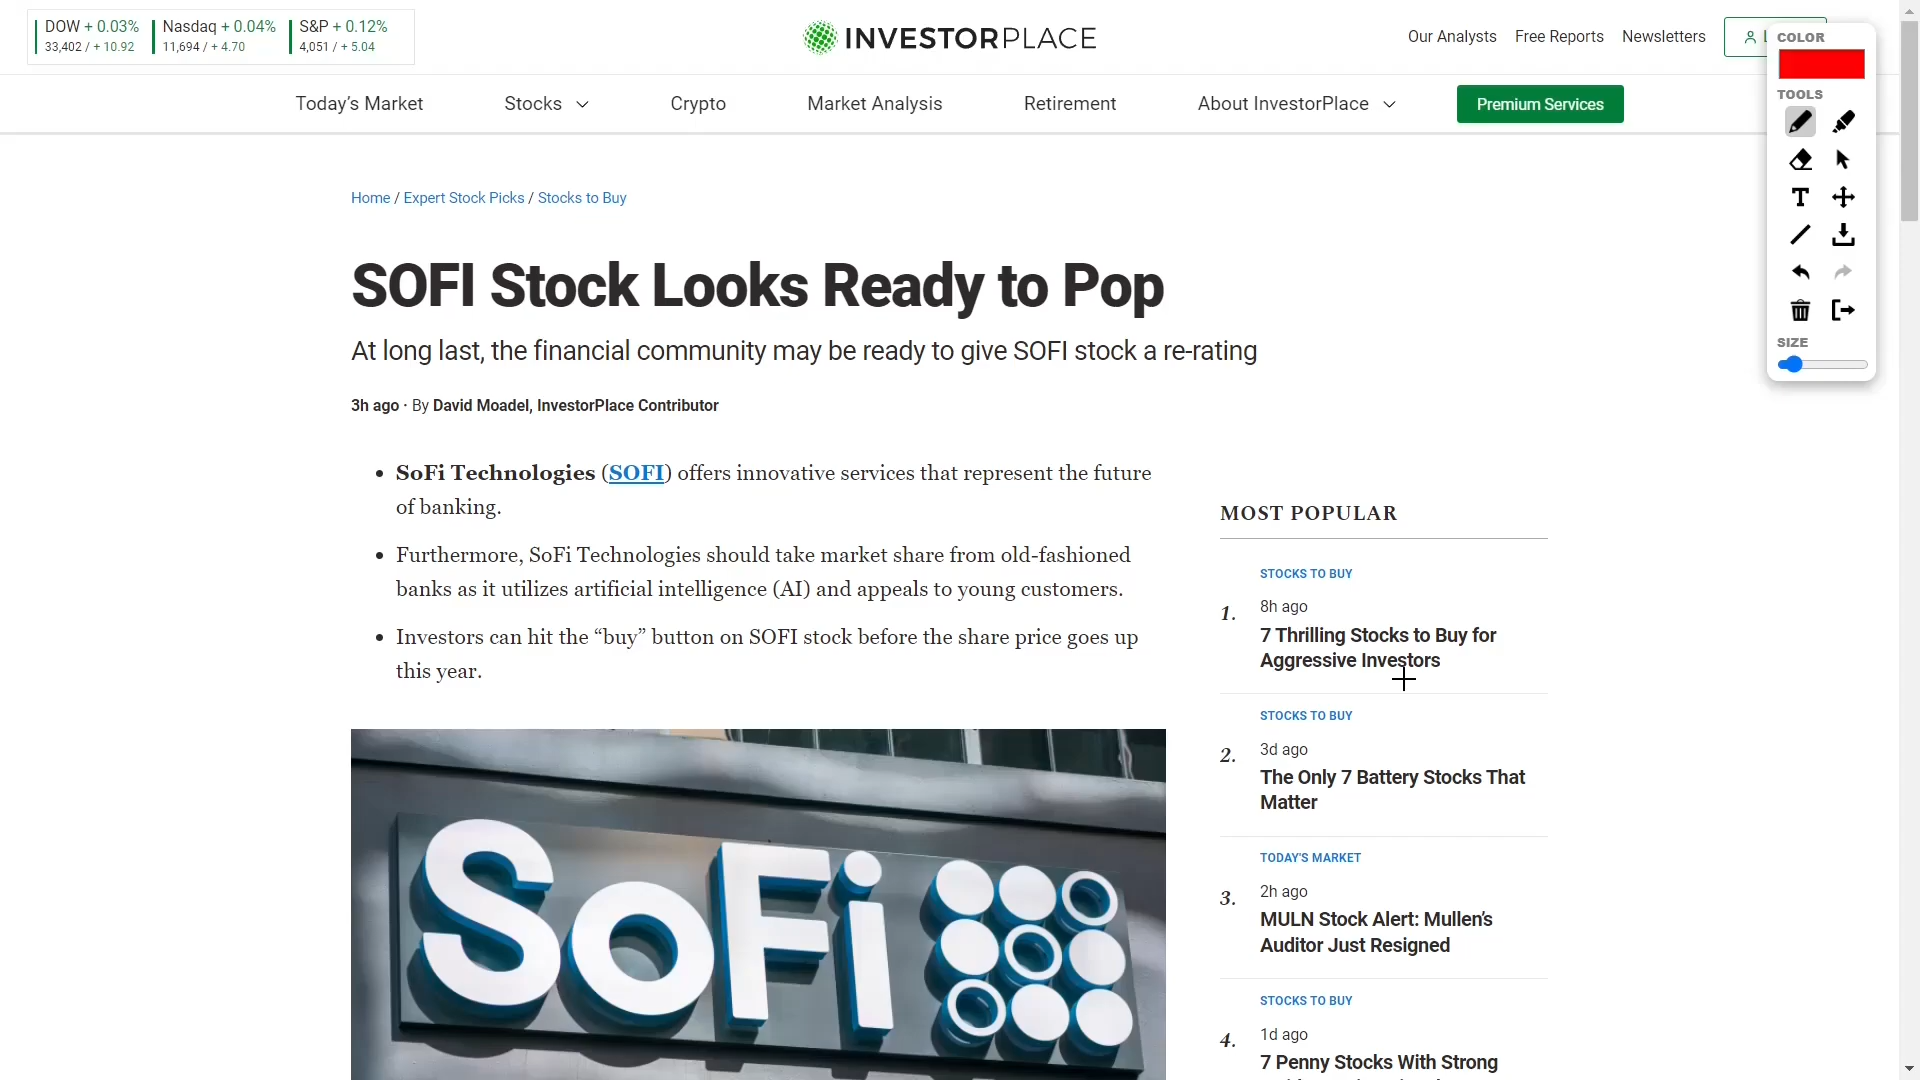 DOW + 0.03%
33,402 / + 10.92
Nasdaq + 0.04%
11,694 / + 4.70
S&P + 0.12%
4,051 / + 5.04
INVESTORPLACE
Our Analysts
Free Reports
Newsletters
Today's Market
Stocks
Crypto
Market Analysis
Retirement
About InvestorPlace
Premium Services
COLOR
TOOLS
T
SIZE
Home / Expert Stock Picks / Stocks to Buy
SOFI Stock Looks Ready to Pop
At long last, the financial community may be ready to give SOFI stock a re-rating
3h ago · By David Moadel, InvestorPlace Contributor
• SoFi Technologies (SOFI) offers innovative services that represent the future
of banking.
• Furthermore, SoFi Technologies should take market share from old-fashioned
banks as it utilizes artificial intelligence (AI) and appeals to young customers.
• Investors can hit the “buy” button on SOFI stock before the share price goes up
this year.
SoFi
MOST POPULAR
STOCKS TO BUY
1.
8h ago
7 Thrilling Stocks to Buy for
Aggressive Investors
STOCKS TO BUY
2.
3d ago
The Only 7 Battery Stocks That
Matter
TODAY'S MARKET
3.
2h ago
MULN Stock Alert: Mullen’s
Auditor Just Resigned
STOCKS TO BUY
4.
1d ago
7 Penny Stocks With Strong